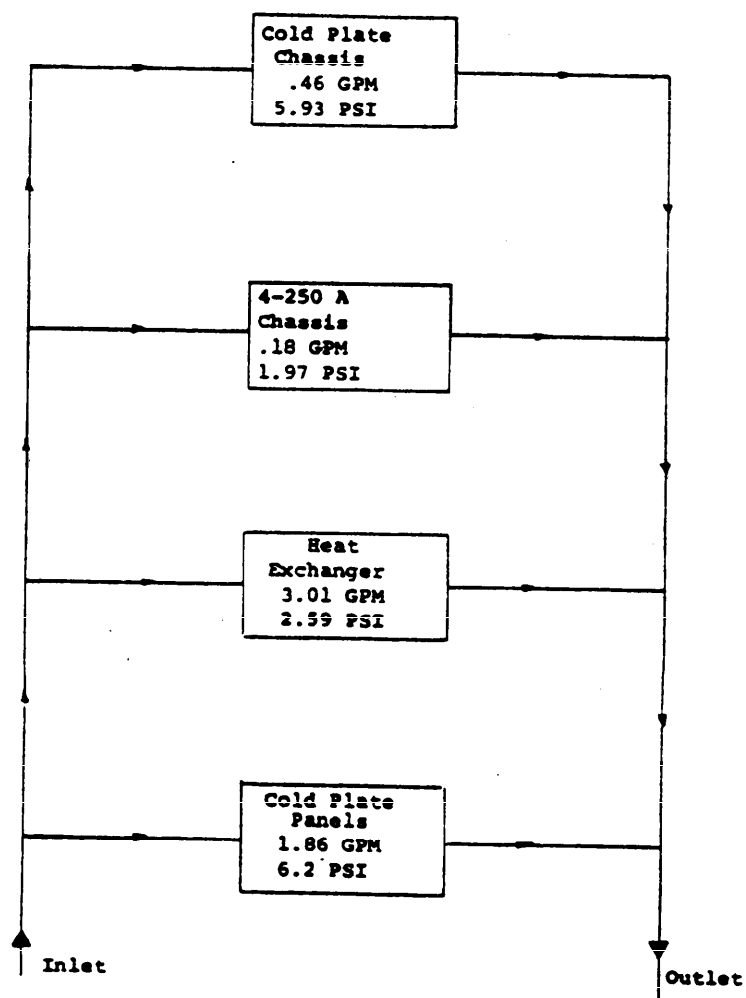 Cold Plate
Chassis
.46 GPM
5.93 PSI
4-250 A
Chassis
.18 GPM
1.97 PSI
Heat
Exchanger
3.01 GPM
2.59 PSI
Cold Plate
Panels
1.86 GPM
6.2 PSI
Inlet
Outlet